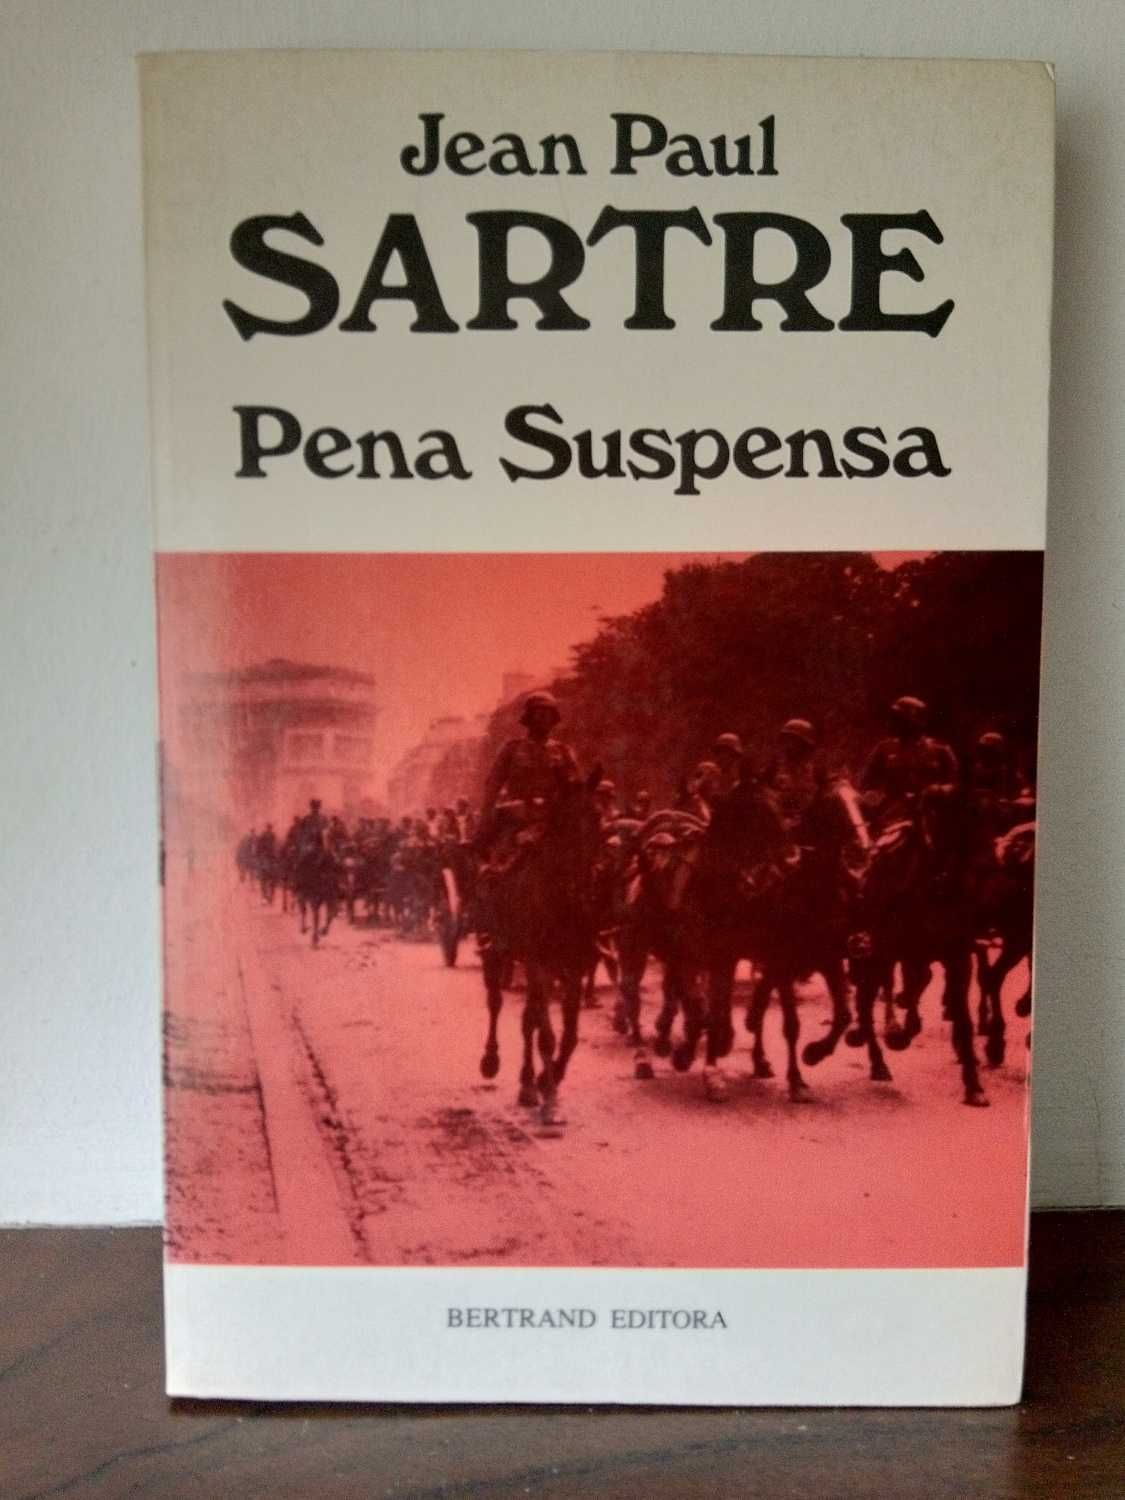 Jean Paul
SARTRE
Pena Suspensa
BERTRAND EDITORA